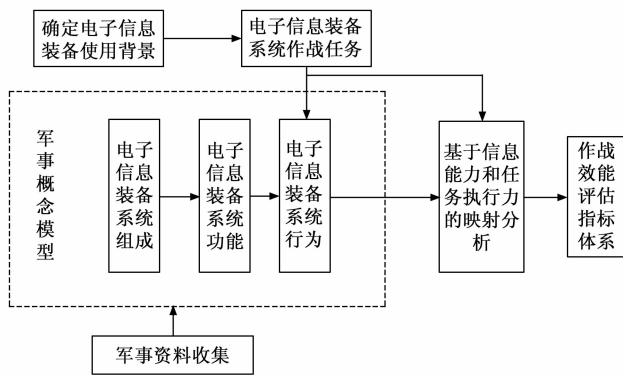 确定电子信息
装备使用背景
电子信息装备
系统作战任务
军事概念模型
电子
信息
装备
系统
组成
电子
信息
装备
系统
功能
电子
信息
装备
系统
行为
基于信息
能力和任
务执行力
的映射分
析
作战
效能
评估
指标
体系
军事资料收集